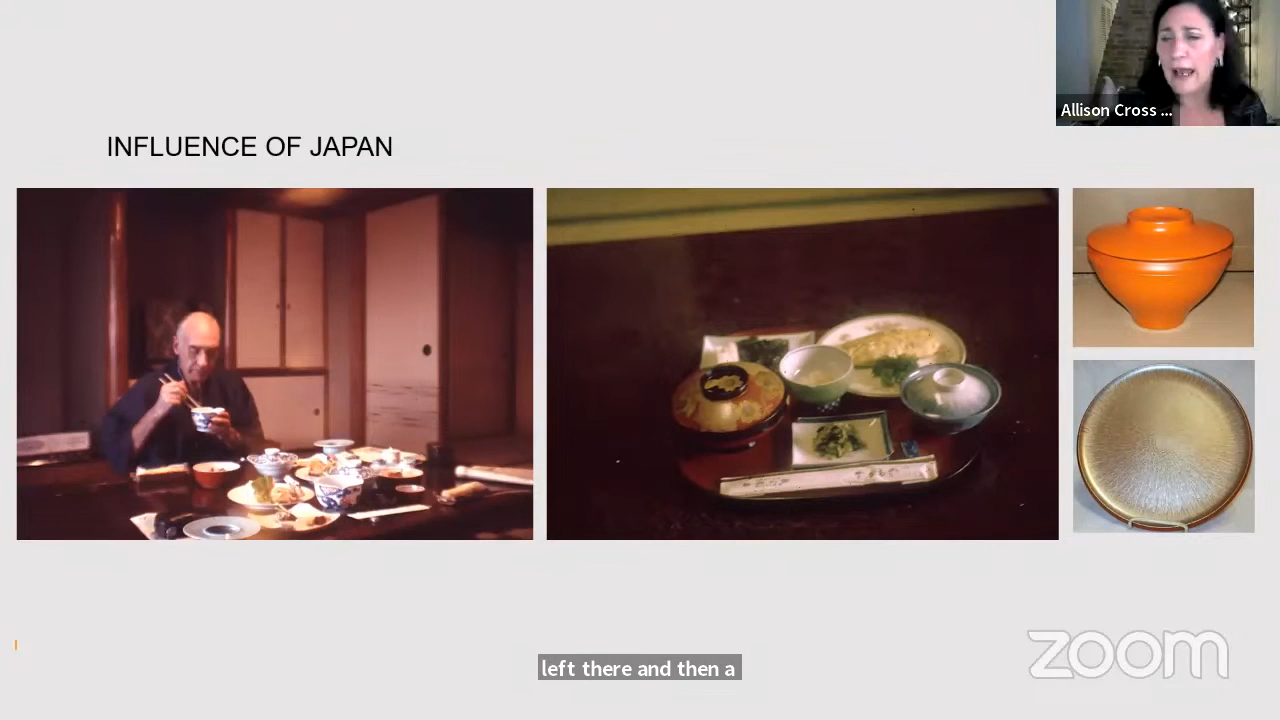 Allison Cross ...
INFLUENCE OF JAPAN
left there and then a
zoom